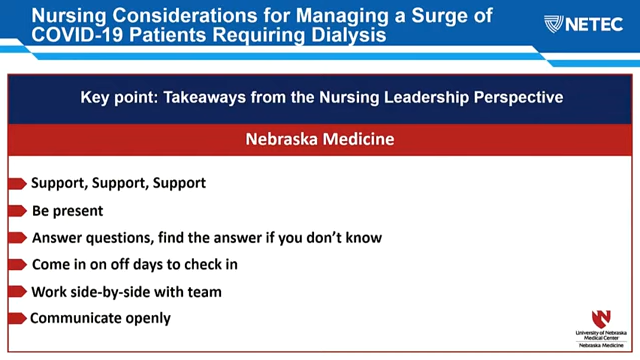 Nursing Considerations for Managing a Surge of
COVID-19 Patients Requiring Dialysis
NETEC
Key point: Takeaways from the Nursing Leadership Perspective
Nebraska Medicine
Support, Support, Support
Be present
Answer questions, find the answer if you don't know
Come in on off days to check in
Work side-by-side with team
Communicate openly
University of Nebraska
Medical Center
Nebraska Medicine